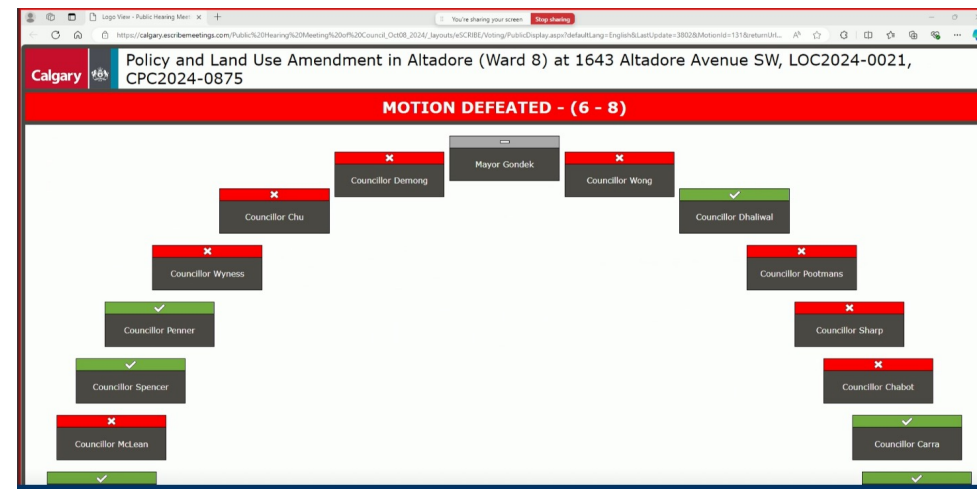 Logo View - Public Hearing Meeti
You're sharing your screen Stop sharing
https://calgary.escribemeetings.com/Public%20Hearing%20Meeting%20of%20Council_Oct08_2024/_layouts/eSCRIBE/Voting/PublicDisplay.aspx?defaultLang=English&LastUpdate=3802&MotionId=131&returnUrl...
Calgary
Policy and Land Use Amendment in Altadore (Ward 8) at 1643 Altadore Avenue SW, LOC2024-0021,
CPC2024-0875
MOTION DEFEATED - (6 - 8)
Mayor Gondek
Councillor Demong
Councillor Wong
Councillor Chu
Councillor Dhaliwal
Councillor Wyness
Councillor Pootmans
Councillor Penner
Councillor Sharp
Councillor Spencer
Councillor Chabot
Councillor McLean
Councillor Carra